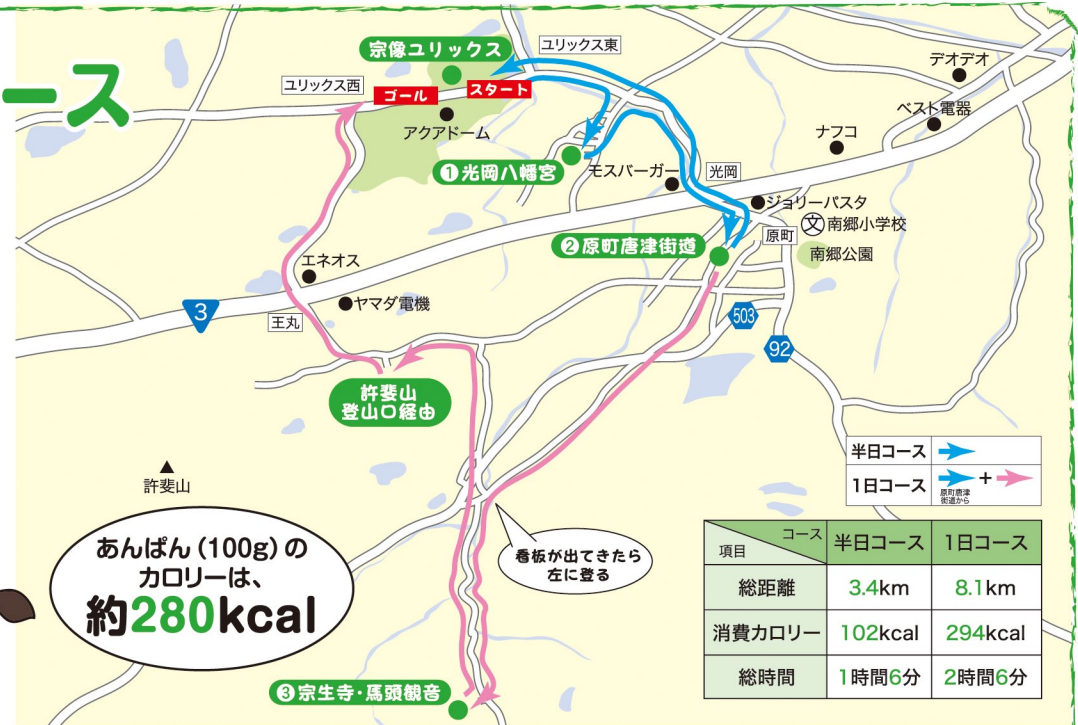 ース
宗像ユリックス
ユリックス東
デオデオ
ユリックス西
ゴール
スタート
ベスト電器
アクアドーム
ナフコ
①光岡八幡宮
モスバーガー
光岡
ジョリーパスタ
文
南郷小学校
原町
②原町唐津街道
南郷公園
エネオス
ヤマダ電機
3
王丸
503
92
許斐山
登山口経由
許斐山
半日コース
1日コース
原町唐津
街道から
+
看板が出てきたら
左に登る
あんぱん(100g)の
カロリーは、
約280kcal
項目 コース 半日コース 1日コース
総距離 3.4km 8.1km
消費カロリー 102kcal 294kcal
総時間 1時間6分 2時間6分
③宗生寺・馬頭観音